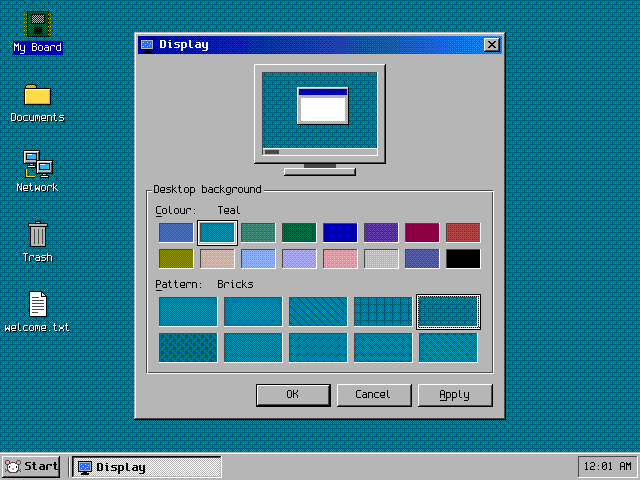 My Board
Display
Documents
Network
Desktop background
Colour: Teal
Trash
Pattern: Bricks
welcome.txt
OK Cancel Apply
Start Display 12:01 AM